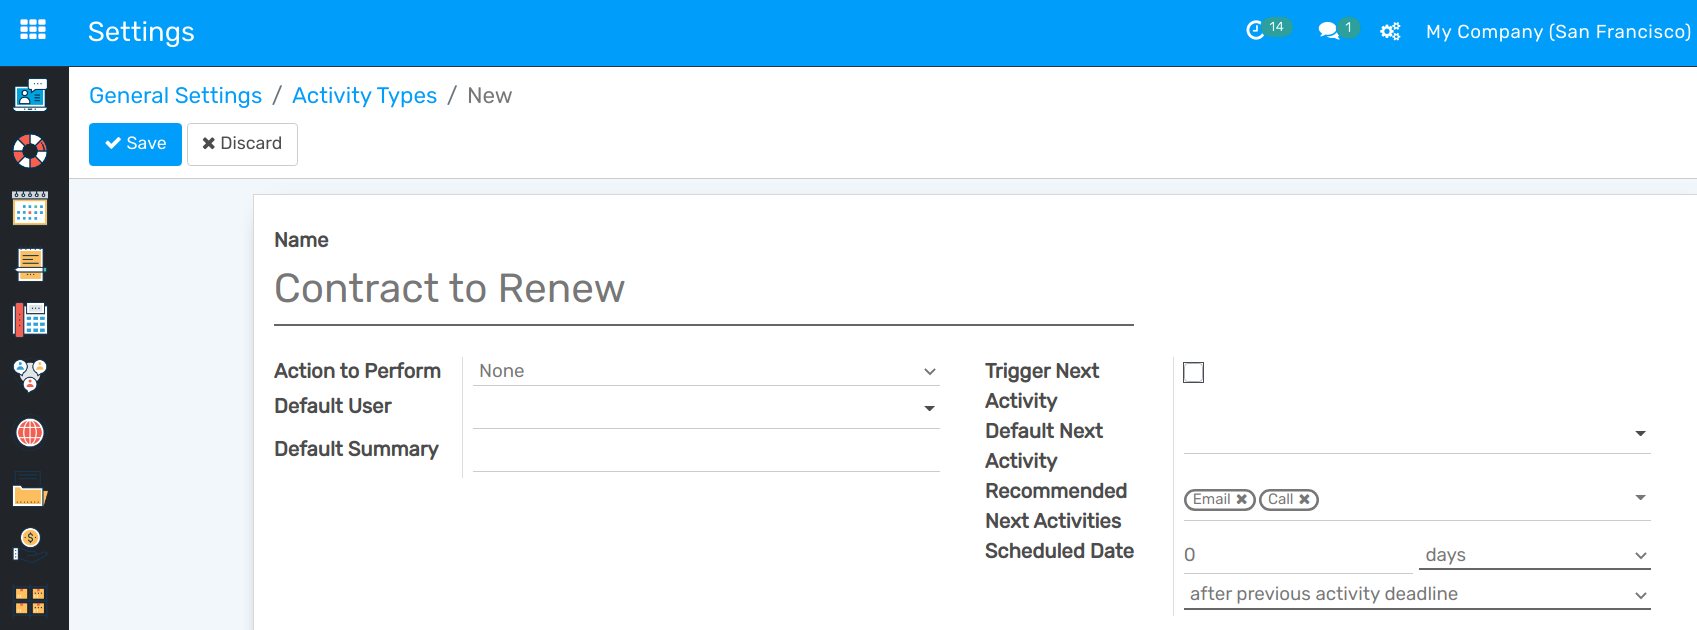 Settings
14
1
My Company (San Francisco)
General Settings / Activity Types / New
Save
Discard
Name
Contract to Renew
Action to Perform
None
Default User
Default Summary
Trigger Next Activity
Default Next Activity
Recommended Next Activities
Email
Call
Scheduled Date
0
days
after previous activity deadline